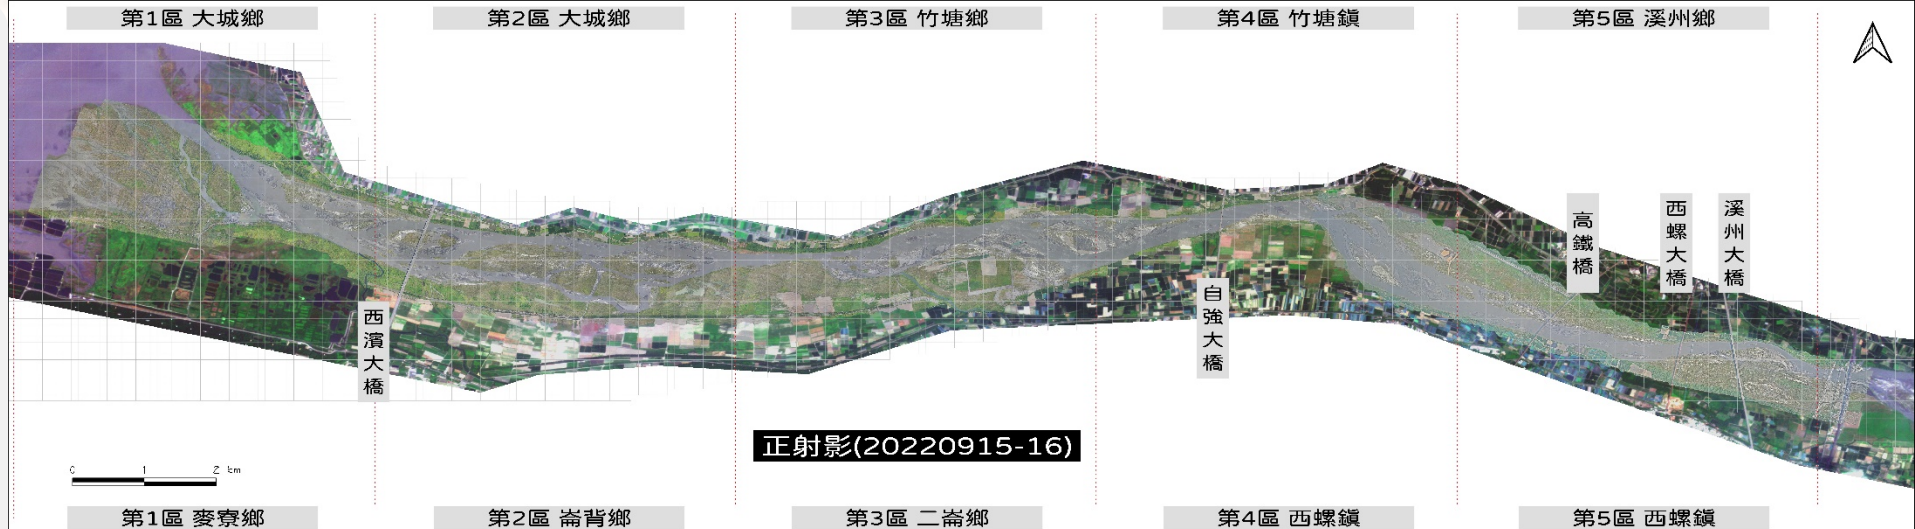 第1區 大城鄉
第2區 大城鄉
第3區 竹塘鄉
第4區 竹塘鎮
第5區 溪州鄉
高鐵橋
西螺大橋
溪州大橋
自強大橋
西濱大橋
正射影(20220915-16)
0 1 2 km
第1區 麥寮鄉
第2區 崙背鄉
第3區 二崙鄉
第4區 西螺鎮
第5區 西螺鎮